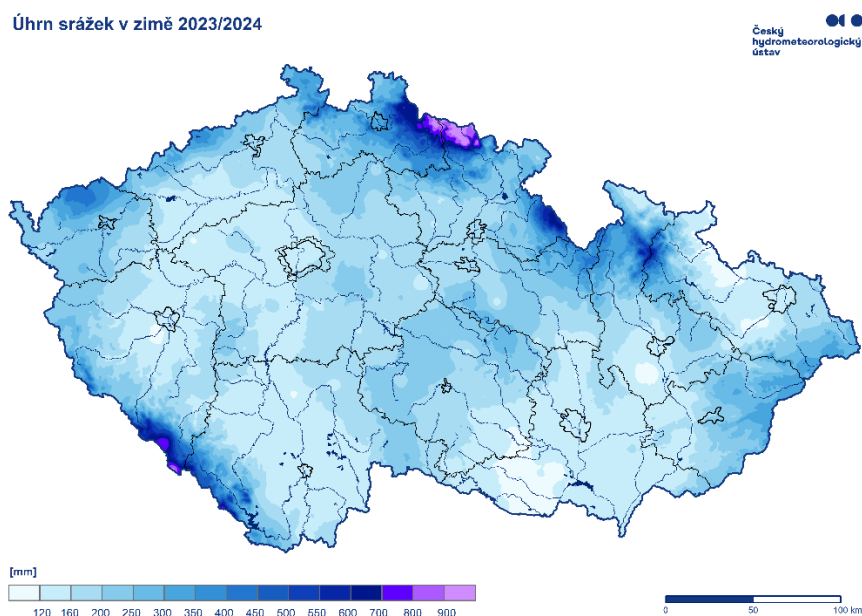 Úhrn srážek v zimě 2023/2024
Český
hydrometeorologický
ústav
[mm]
120 160 200 250 300 350 400 450 500 550 600 700 800 900
0 50 100 km